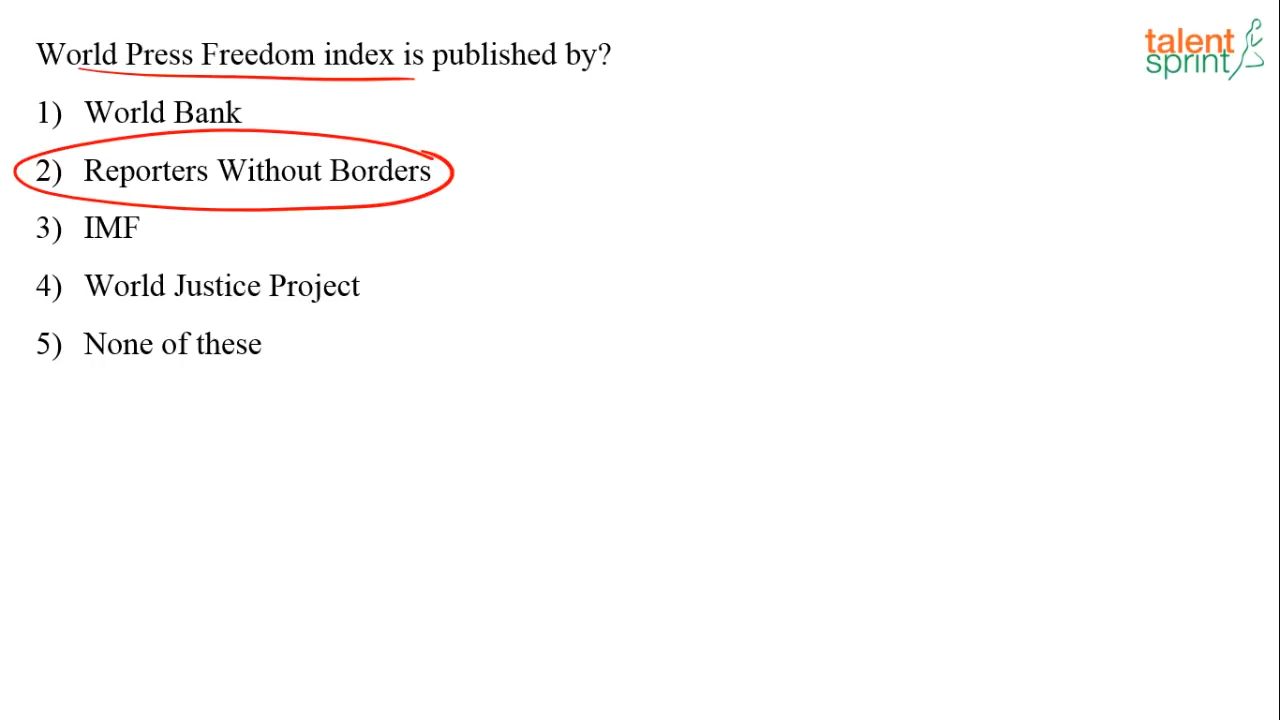 World Press Freedom index is published by?
1) World Bank
2) Reporters Without Borders
3) IMF
4) World Justice Project
5) None of these
talent
sprint